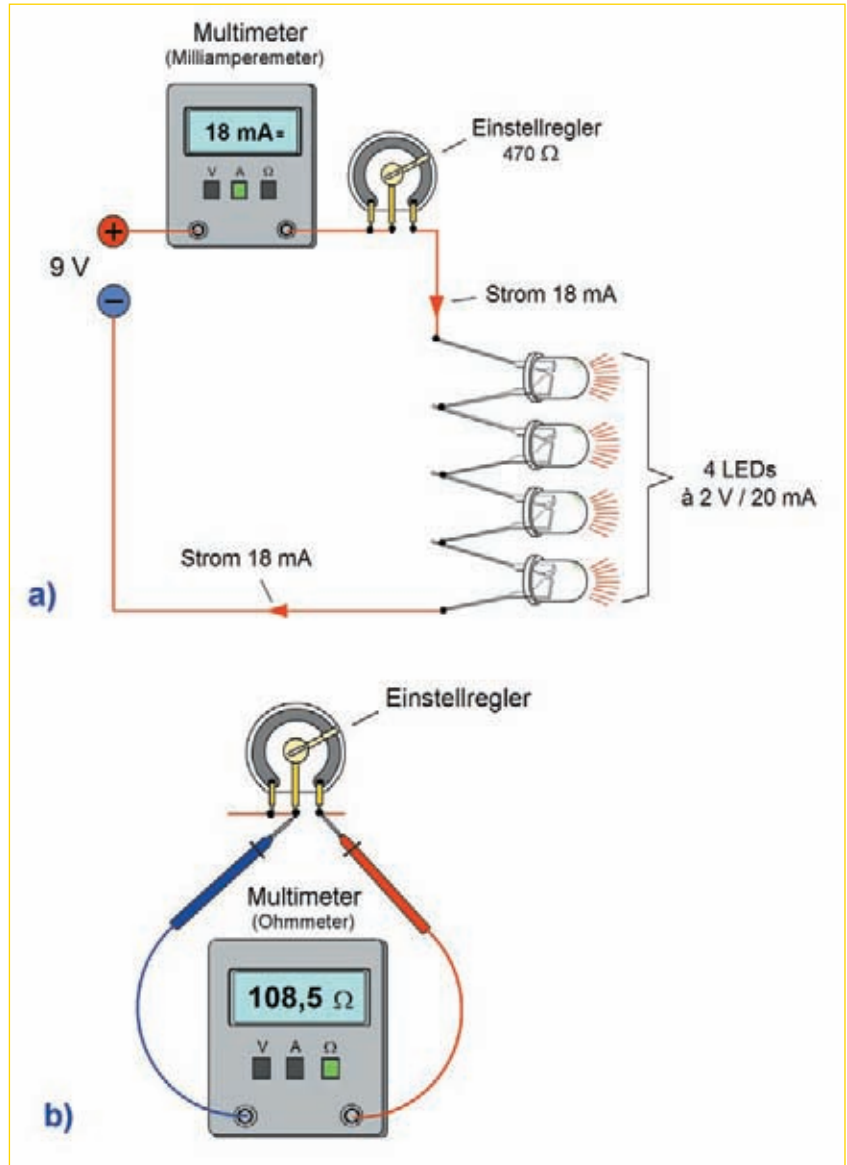 Multimeter
(Milliamperemeter)
18 mA=
V A Ω
Einstellregler
470 Ω
+
9 V
−
Strom 18 mA
4 LEDs
à 2 V / 20 mA
Strom 18 mA
a)
Einstellregler
Multimeter
(Ohmmeter)
108,5 Ω
V A Ω
b)